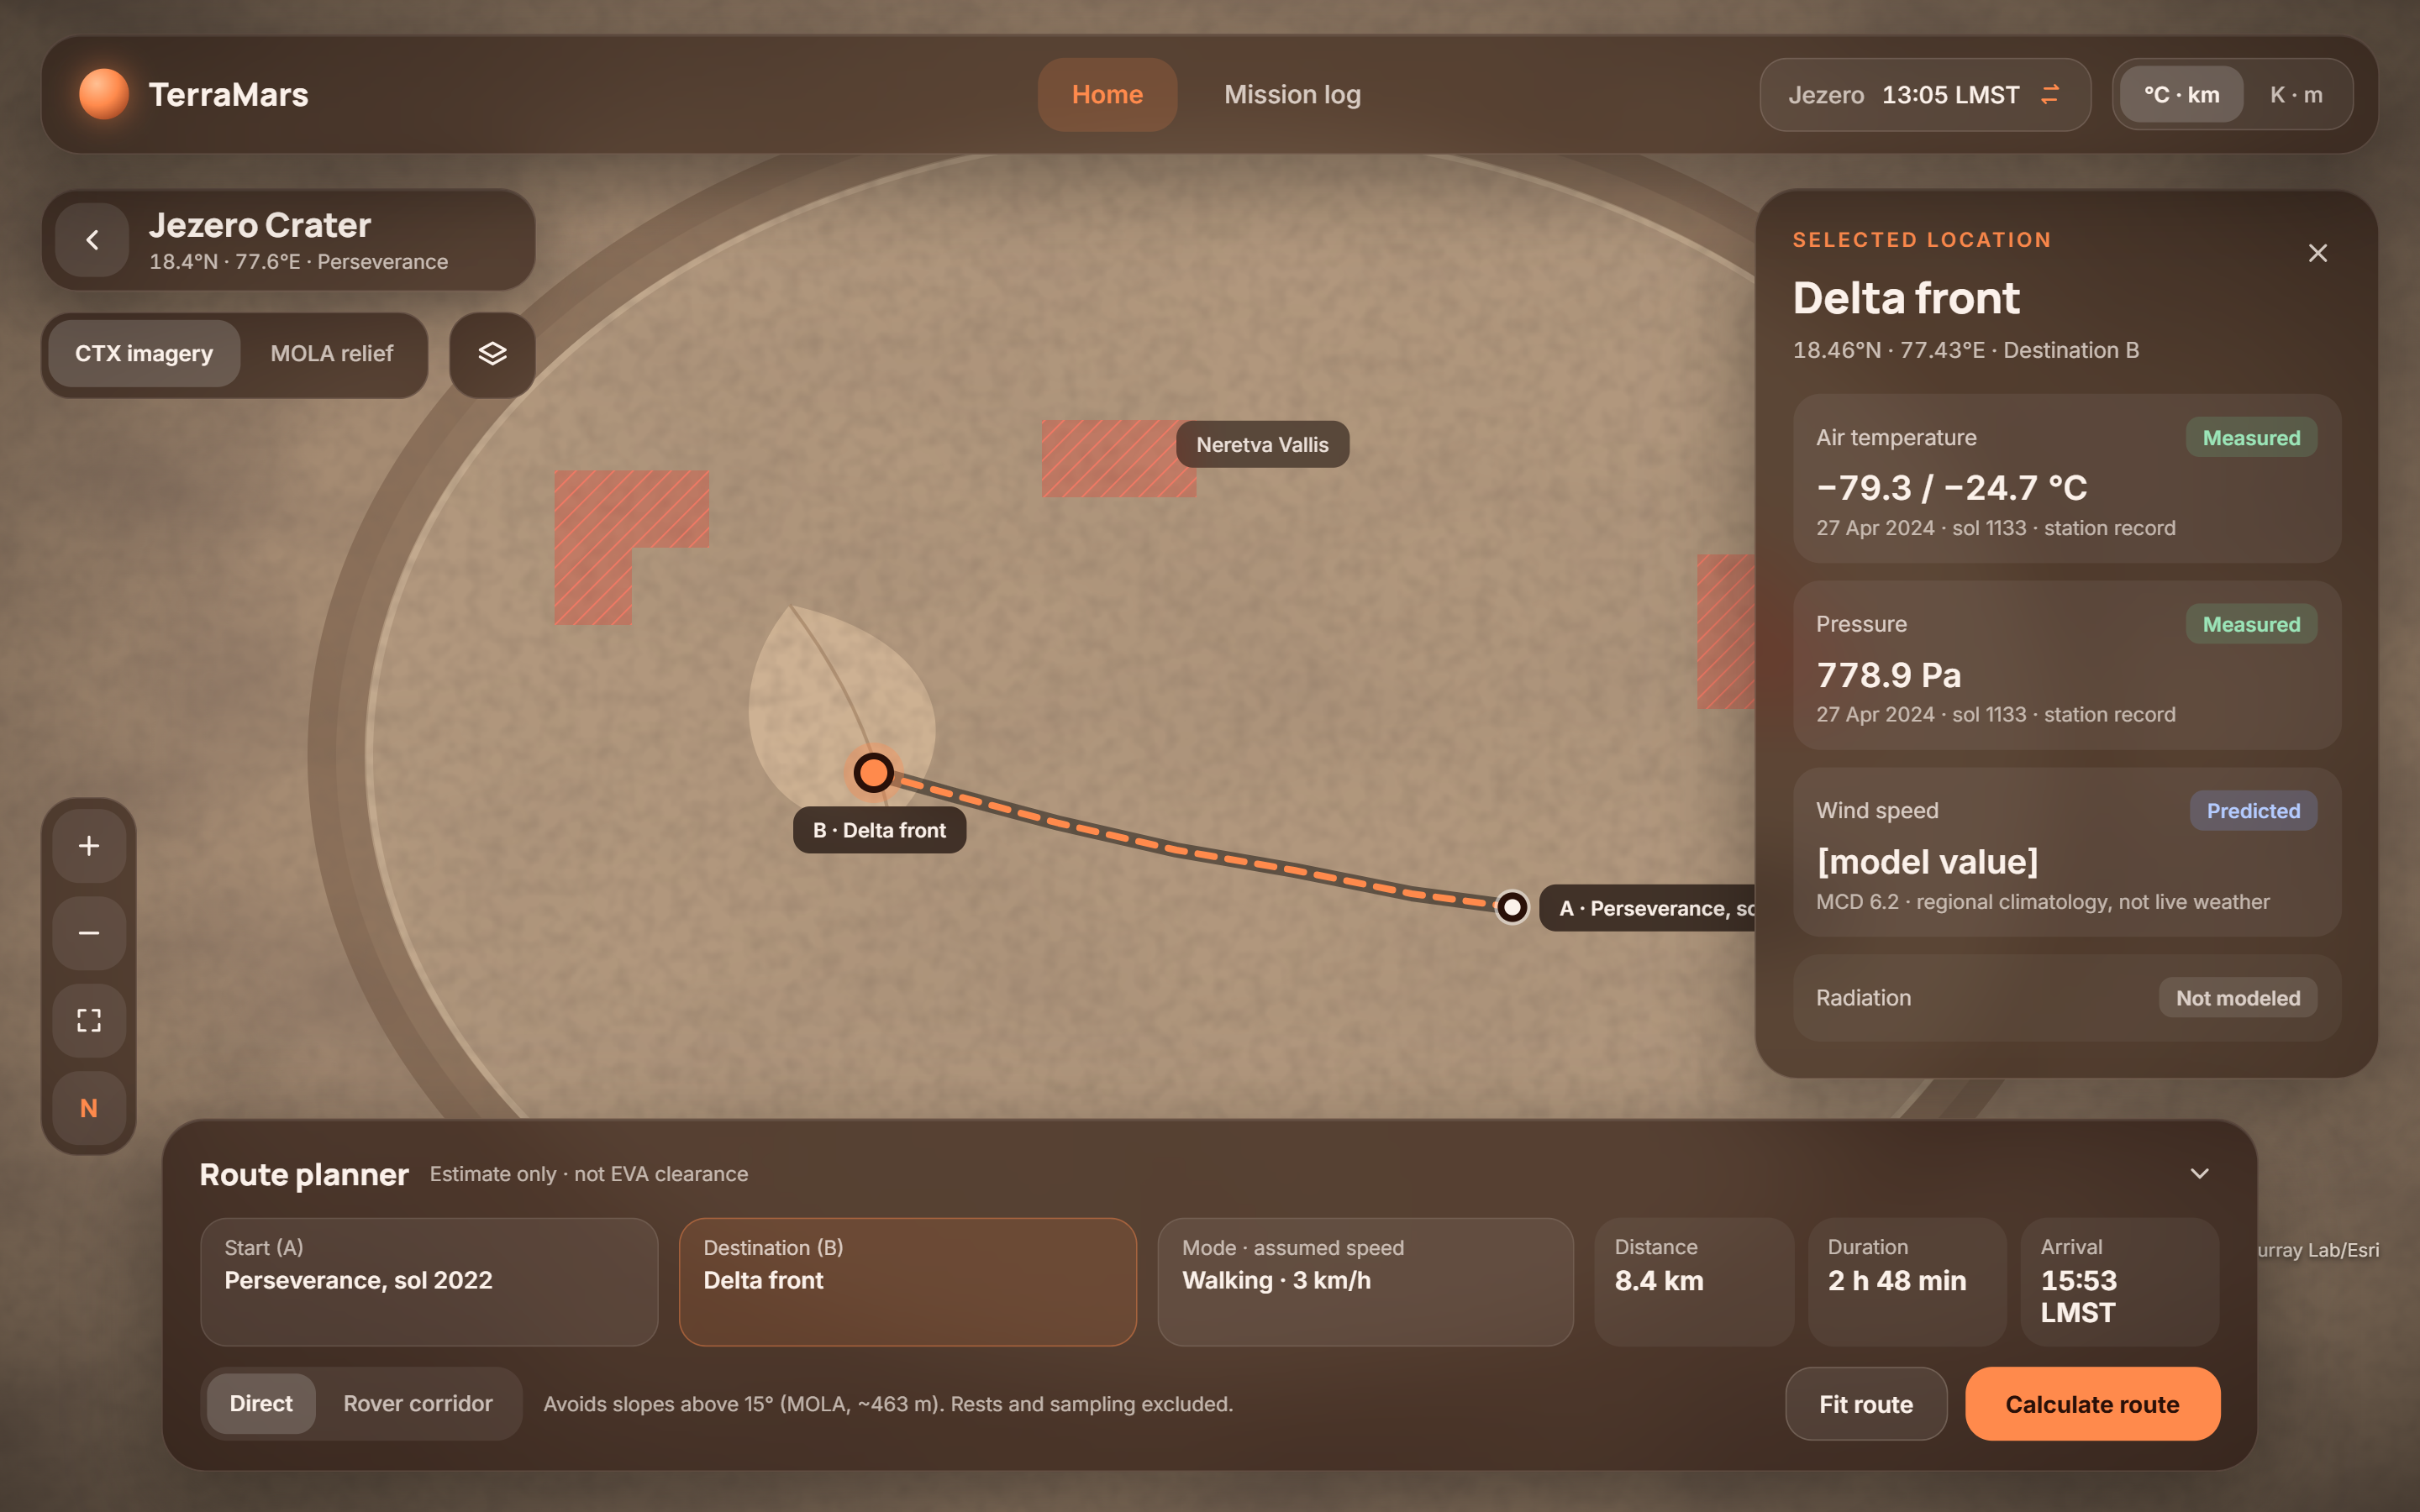 TerraMars
Home
Mission log
Jezero 13:05 LMST
°C · km
K · m
Jezero Crater
18.4°N · 77.6°E · Perseverance
CTX imagery
MOLA relief
Neretva Vallis
B · Delta front
A · Perseverance, so
N
SELECTED LOCATION
Delta front
18.46°N · 77.43°E · Destination B
Air temperature
Measured
−79.3 / −24.7 °C
27 Apr 2024 · sol 1133 · station record
Pressure
Measured
778.9 Pa
27 Apr 2024 · sol 1133 · station record
Wind speed
Predicted
[model value]
MCD 6.2 · regional climatology, not live weather
Radiation
Not modeled
Route planner
Estimate only · not EVA clearance
Start (A)
Perseverance, sol 2022
Destination (B)
Delta front
Mode · assumed speed
Walking · 3 km/h
Distance
8.4 km
Duration
2 h 48 min
Arrival
15:53
LMST
urray Lab/Esri
Direct
Rover corridor
Avoids slopes above 15° (MOLA, ~463 m). Rests and sampling excluded.
Fit route
Calculate route